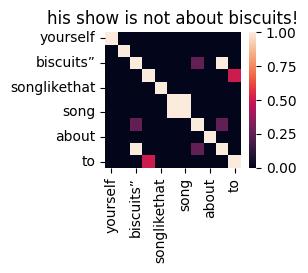 his show is not about biscuits!
yourself
biscuits”
songlikethat
song
about
to
1.00
0.75
0.50
0.25
0.00
yourself
biscuits”
songlikethat
song
about
to